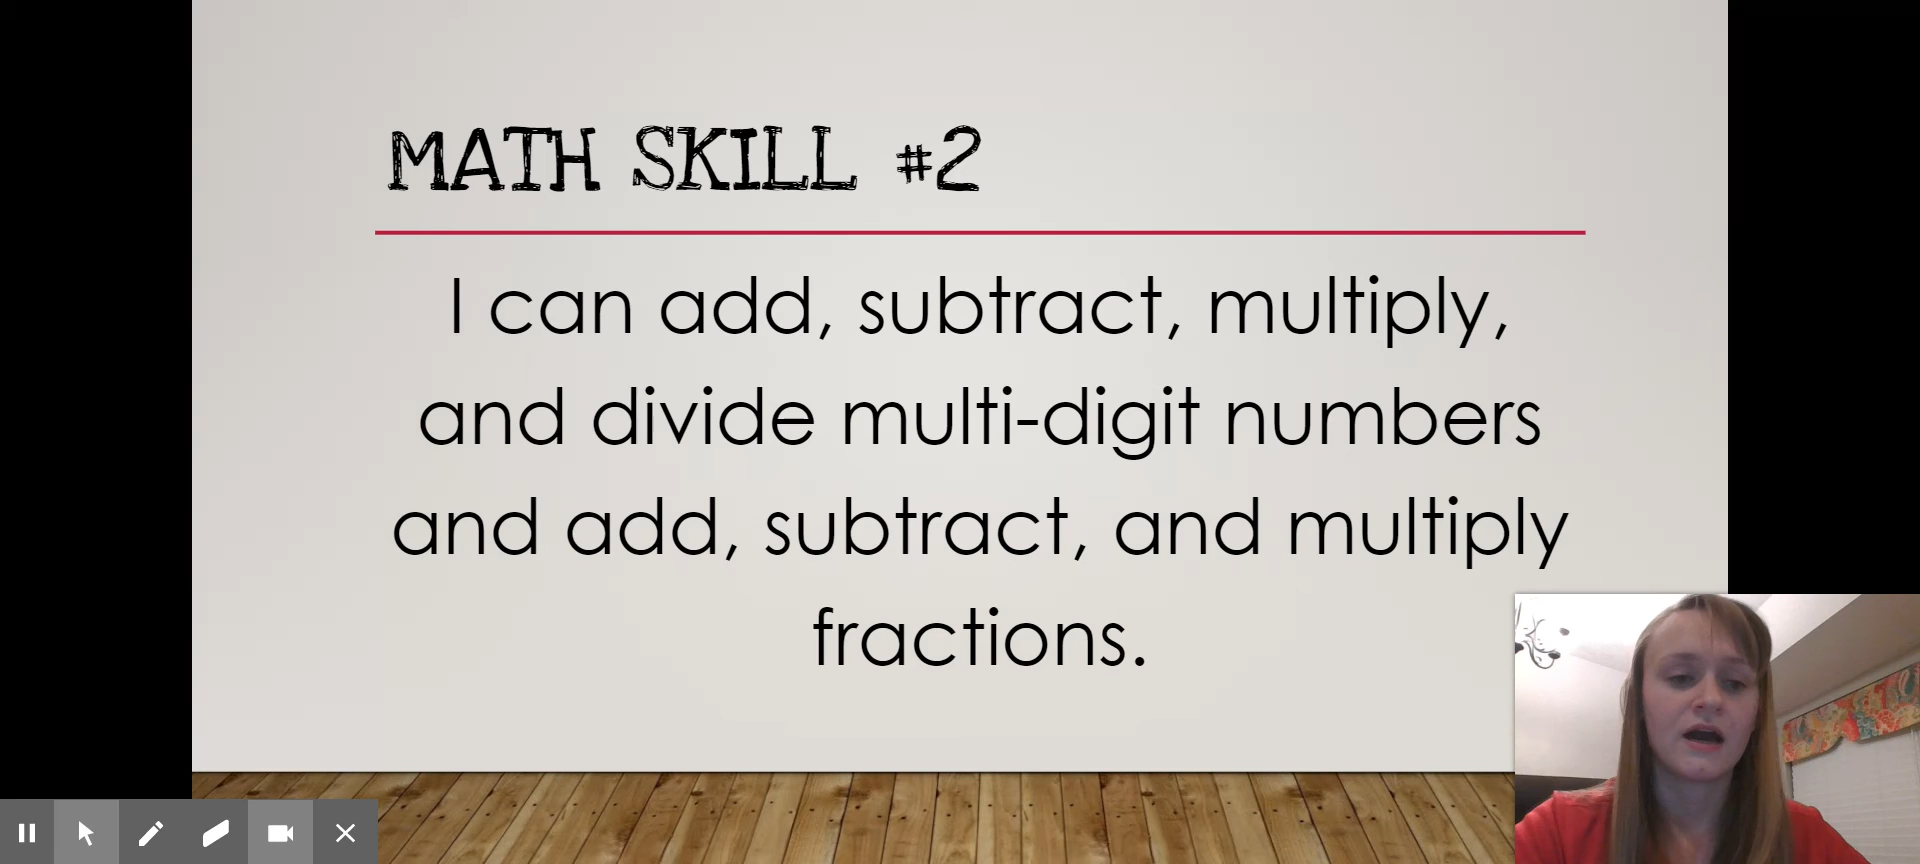 MATH SKILL #2
I can add, subtract, multiply,
and divide multi-digit numbers
and add, subtract, and multiply
fractions.